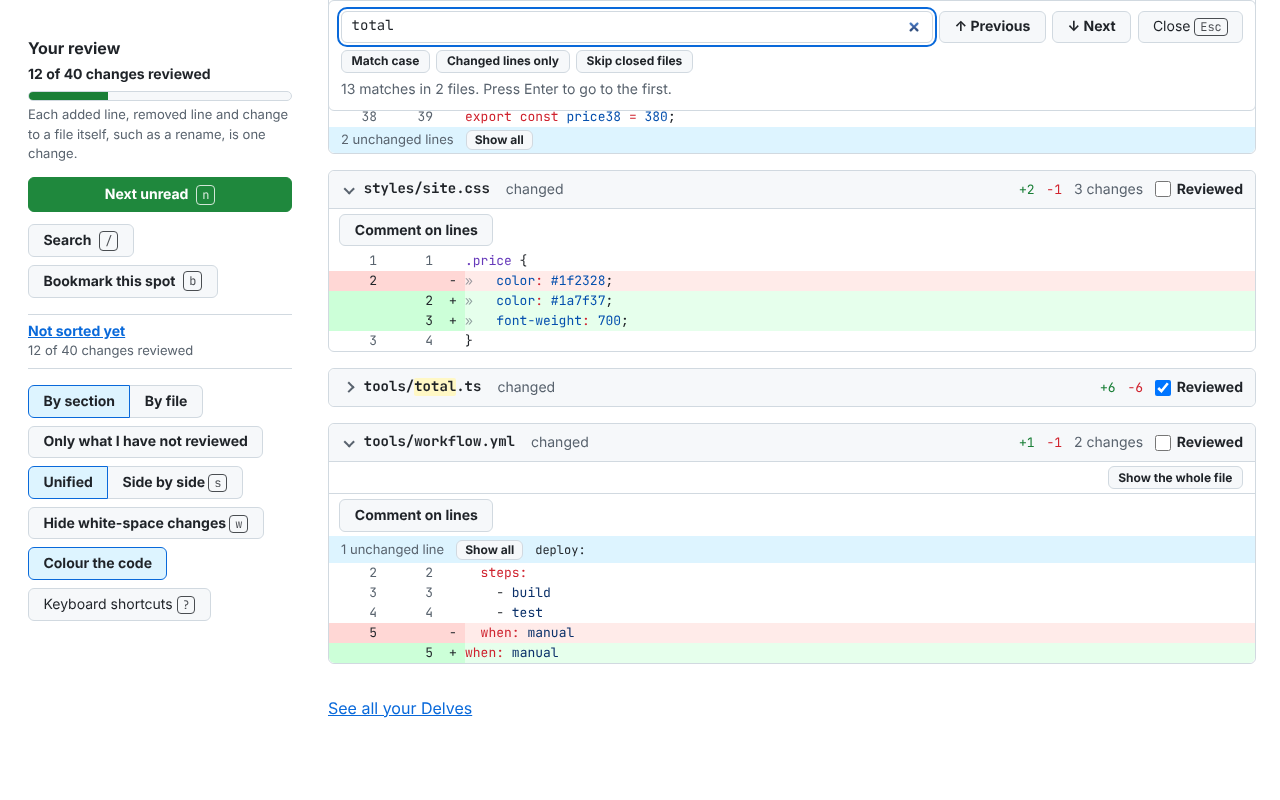 Your review
12 of 40 changes reviewed
Each added line, removed line and change
to a file itself, such as a rename, is one
change.
Next unread n
Search /
Bookmark this spot b
Not sorted yet
12 of 40 changes reviewed
By section By file
Only what I have not reviewed
Unified Side by side s
Hide white-space changes w
Colour the code
Keyboard shortcuts ?
total × ↑ Previous ↓ Next Close Esc
Match case Changed lines only Skip closed files
13 matches in 2 files. Press Enter to go to the first.
38 39 export const price38 = 380;
2 unchanged lines Show all
styles/site.css changed +2 -1 3 changes Reviewed
Comment on lines
1 1 .price {
2 - » color: #1f2328;
2 + » color: #1a7f37;
3 + » font-weight: 700;
3 4 }
tools/total.ts changed +6 -6 Reviewed
tools/workflow.yml changed +1 -1 2 changes Reviewed
Show the whole file
Comment on lines
1 unchanged line Show all deploy:
2 2 steps:
3 3 - build
4 4 - test
5 - when: manual
5 + when: manual
See all your Delves